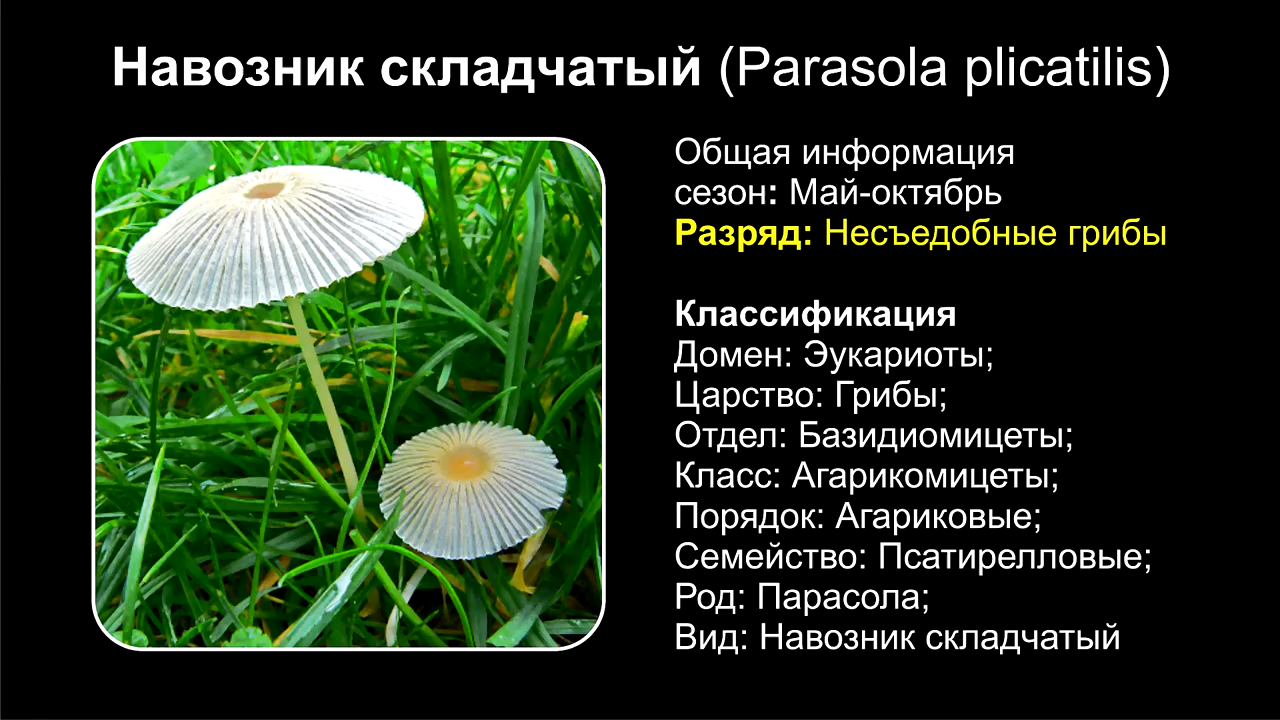 Навозник складчатый (Parasola plicatilis)
Общая информация
сезон: Май-октябрь
Разряд: Несъедобные грибы
Классификация
Домен: Эукариоты;
Царство: Грибы;
Отдел: Базидиомицеты;
Класс: Агарикомицеты;
Порядок: Агариковые;
Семейство: Псатирелловые;
Род: Парасола;
Вид: Навозник складчатый